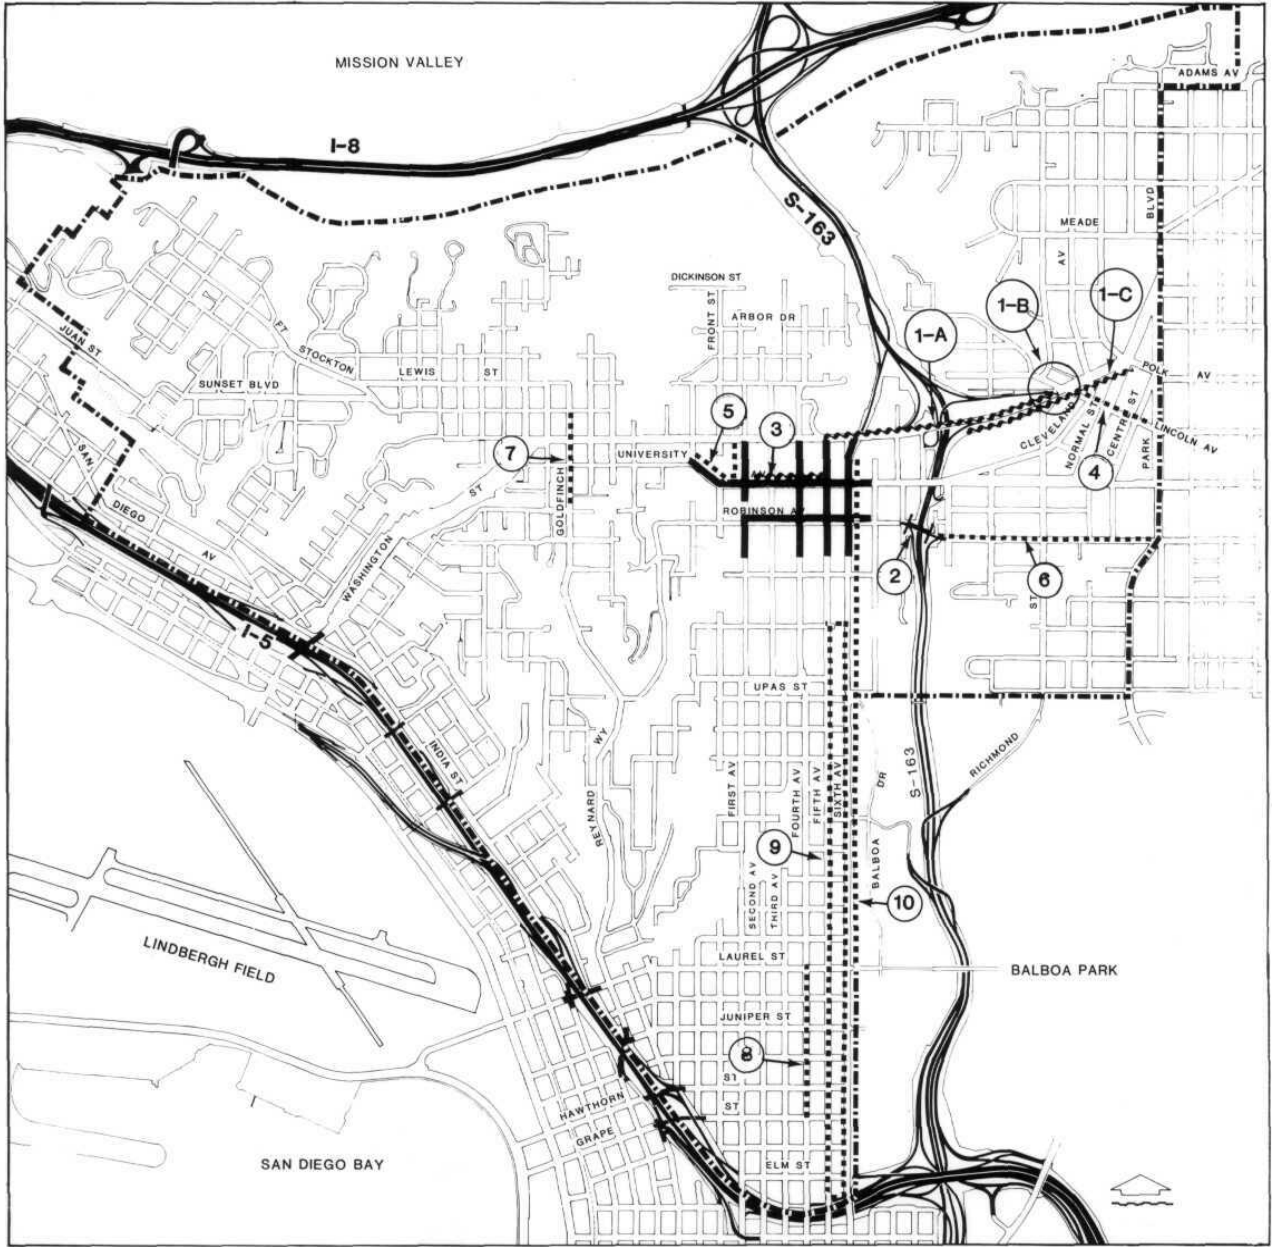 MISSION VALLEY
ADAMS AV
I-8
BLVD
S-163
MEADE
AV
DICKINSON ST
FRONT ST
ARBOR DR
1-B
1-C
1-A
JUAN ST
FT
STOCKTON
LEWIS
ST
SUNSET BLVD
POLK
AV
5
3
CLEVELAND
NORMAL ST
CENTRE ST
PARK
LINCOLN AV
4
7
UNIVERSITY
SAN
DIEGO
AV
ST
GOLDFINCH
ROBINSON AV
WASHINGTON
2
6
ST
I-5
UPAS ST
INDIA ST
REYNARD
WY
FIRST AV
FOURTH AV
FIFTH AV
SIXTH AV
DR
S-163
RICHMOND
9
SECOND AV
THIRD AV
BALBOA
10
LINDBERGH FIELD
LAUREL ST
BALBOA PARK
JUNIPER ST
8
ST
ST
HAWTHORN
GRAPE
SAN DIEGO BAY
ELM ST